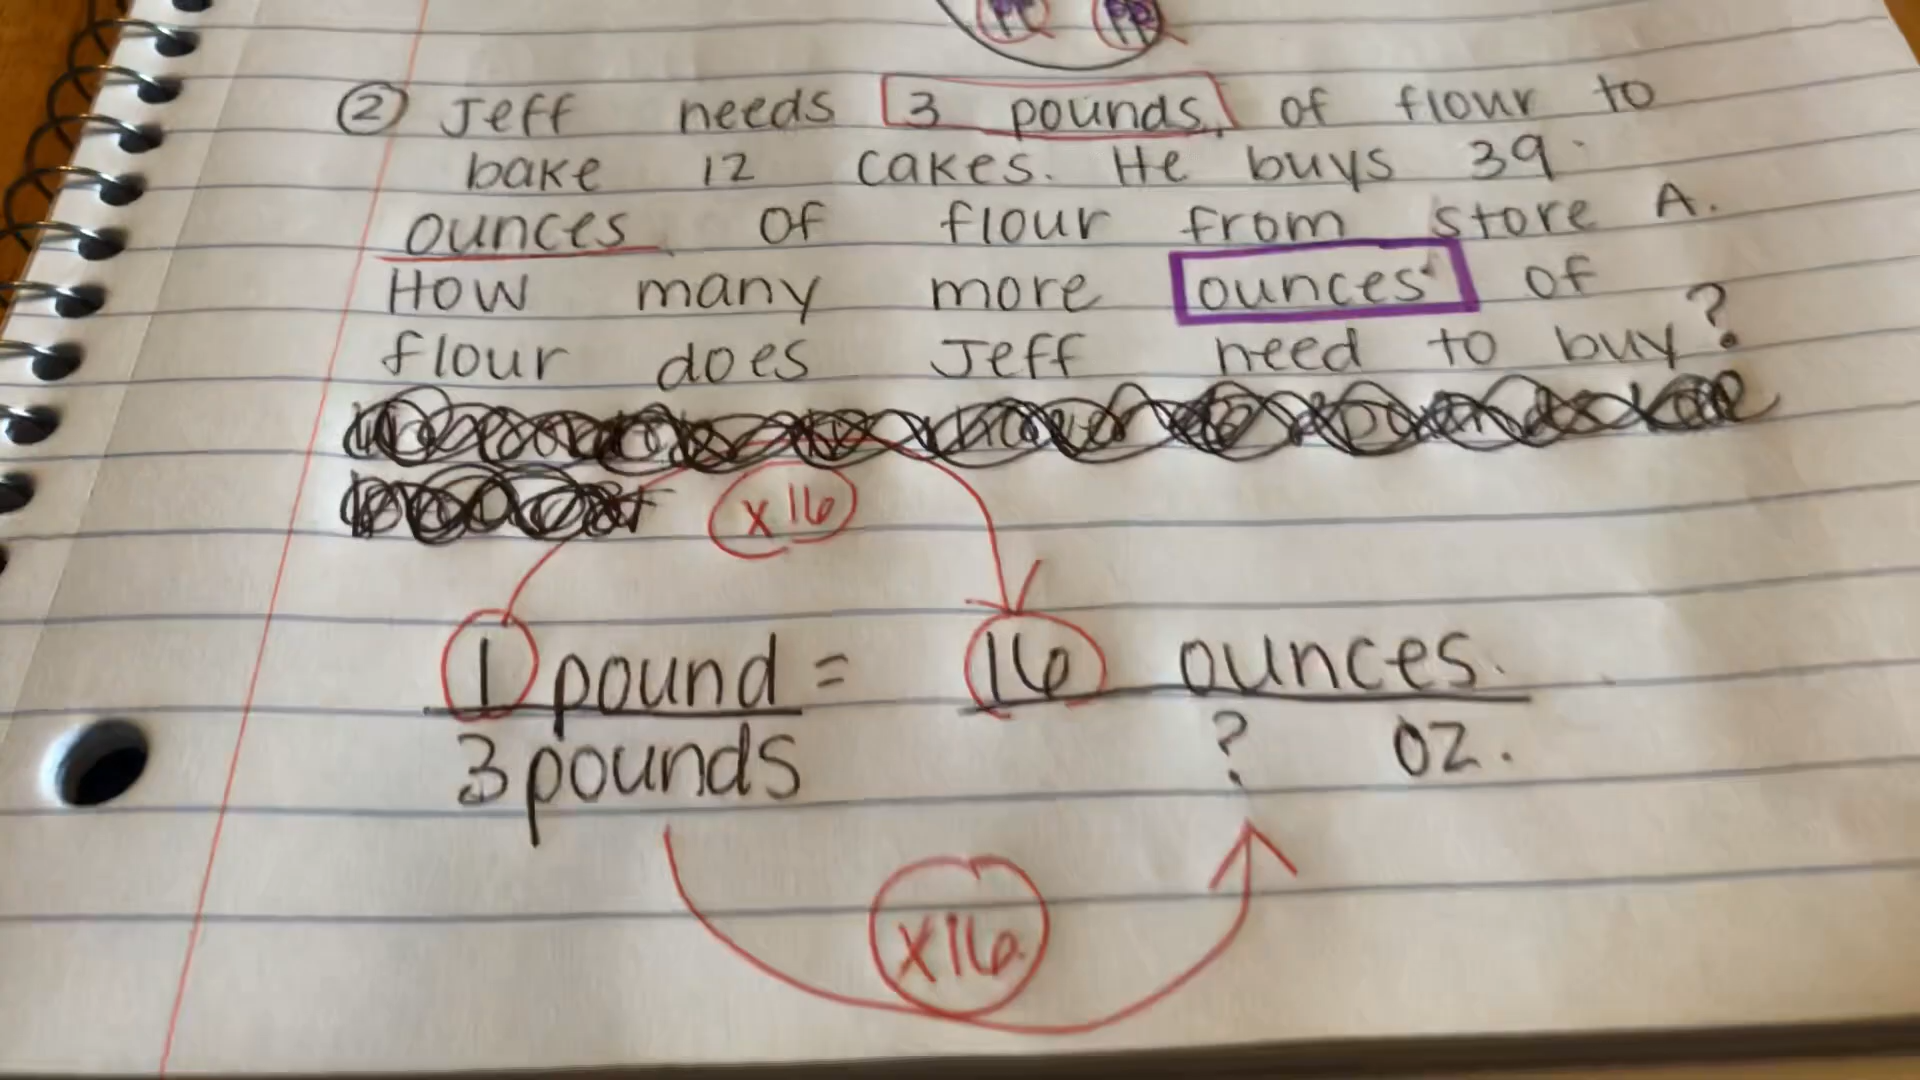 ② Jeff needs 3 pounds of flour to
bake 12 cakes. He buys 39
ounces of flour from store A.
How many more ounces of
flour does Jeff need to buy?
x16
1 pound = 16 ounces.
3 pounds ? oz.
x16